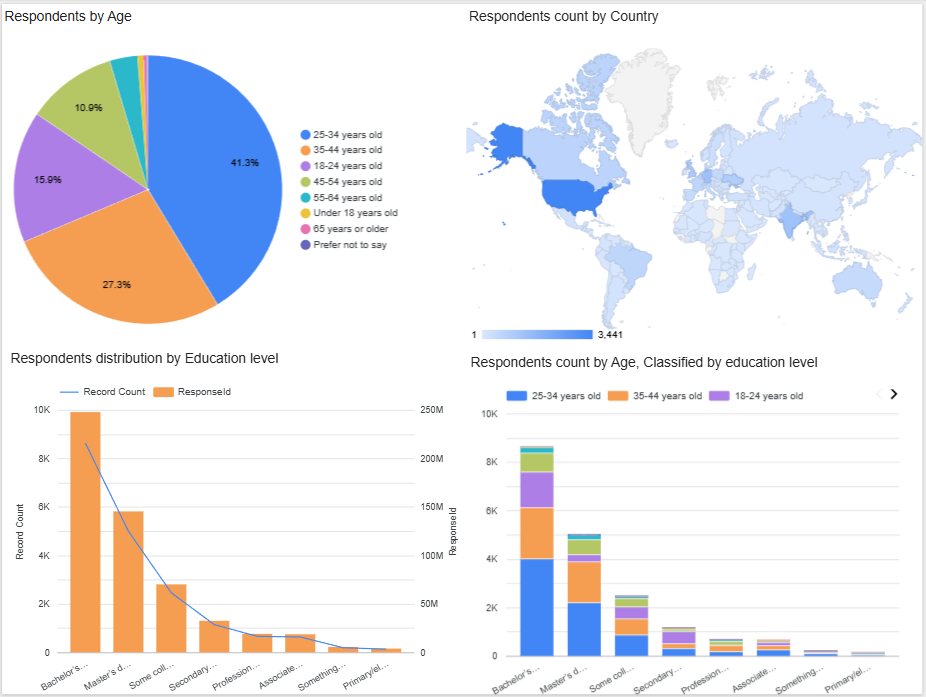 Respondents by Age
41.3%
27.3%
15.9%
10.9%
25-34 years old
35-44 years old
18-24 years old
45-54 years old
55-64 years old
Under 18 years old
65 years or older
Prefer not to say
Respondents count by Country
1
3,441
Respondents distribution by Education level
Record Count
ResponseId
10K
8K
6K
4K
2K
0
Record Count
250M
200M
150M
100M
50M
0
ResponseId
Bachelor's…
Master's d…
Some coll…
Secondary…
Profession…
Associate…
Something…
Primary/el…
Respondents count by Age, Classified by education level
25-34 years old
35-44 years old
18-24 years old
10K
8K
6K
4K
2K
0
Bachelor's…
Master's d…
Some coll…
Secondary…
Profession…
Associate…
Something…
Primary/el…